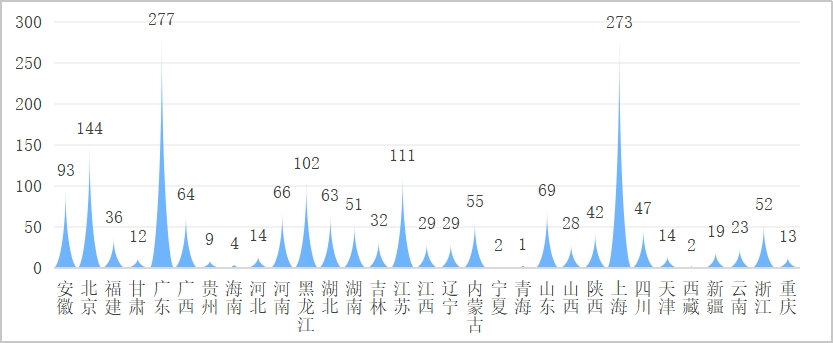 300
250
200
150
100
50
0
93
144
36
12
277
64
9
4
14
66
102
63
51
32
111
29
29
55
2
1
69
28
42
273
47
14
2
19
23
52
13
安徽
北京
福建
甘肃
广东
广西
贵州
海南
河北
河南
黑龙江
湖北
湖南
吉林
江苏
江西
辽宁
内蒙古
宁夏
青海
山东
山西
陕西
上海
四川
天津
西藏
新疆
云南
浙江
重庆